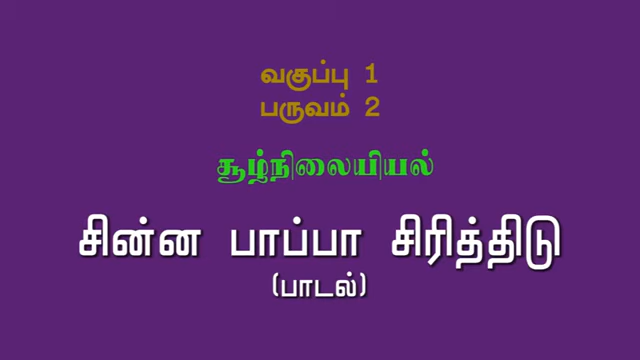 வகுப்பு 1
பருவம் 2
சூழ்நிலையியல்
சின்ன பாப்பா சிரித்திடு
(பாடல்)